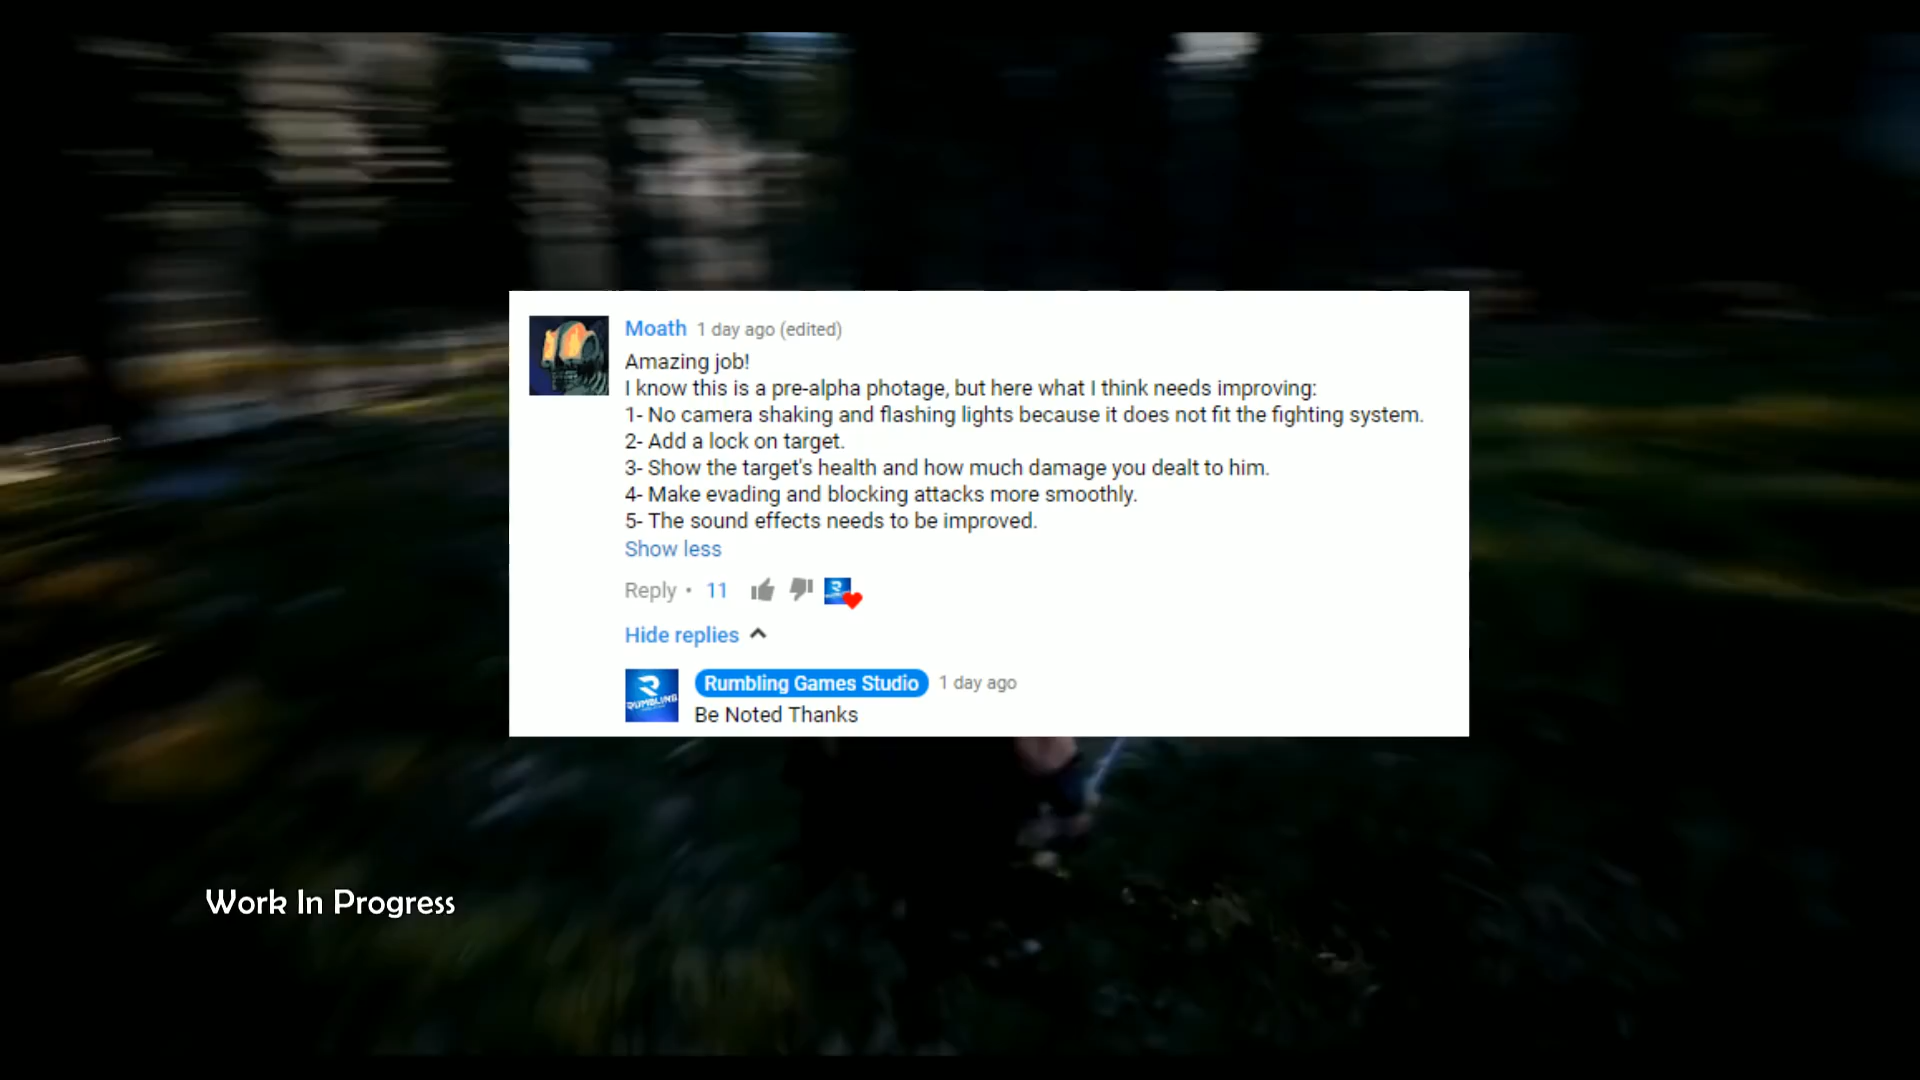 Moath 1 day ago (edited)
Amazing job!
I know this is a pre-alpha photage, but here what I think needs improving:
1- No camera shaking and flashing lights because it does not fit the fighting system.
2- Add a lock on target.
3- Show the target's health and how much damage you dealt to him.
4- Make evading and blocking attacks more smoothly.
5- The sound effects needs to be improved.
Show less
Reply • 11
Hide replies
RUMBLING
Rumbling Games Studio 1 day ago
Be Noted Thanks
Work In Progress